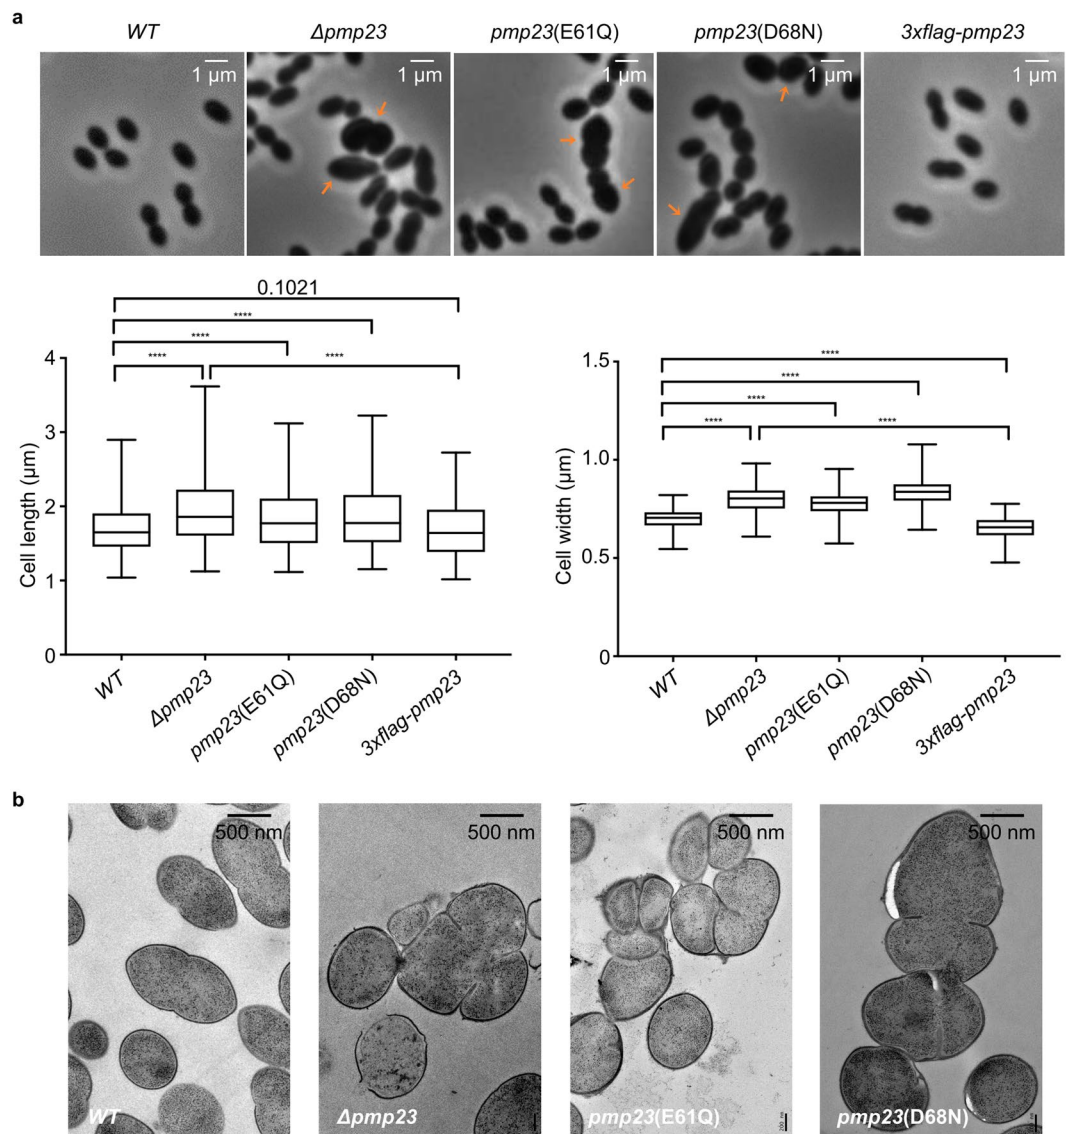 a
WT Δpmp23 pmp23(E61Q) pmp23(D68N) 3xflag-pmp23
1 µm 1 µm 1 µm 1 µm 1 µm
0.1021
****
****
**** ****
Cell length (µm)
4
3
2
1
0
WT Δpmp23 pmp23(E61Q) pmp23(D68N) 3xflag-pmp23
****
****
****
**** ****
Cell width (µm)
1.5
1.0
0.5
0
WT Δpmp23 pmp23(E61Q) pmp23(D68N) 3xflag-pmp23
b
500 nm 500 nm 500 nm 500 nm
WT Δpmp23 pmp23(E61Q) pmp23(D68N)